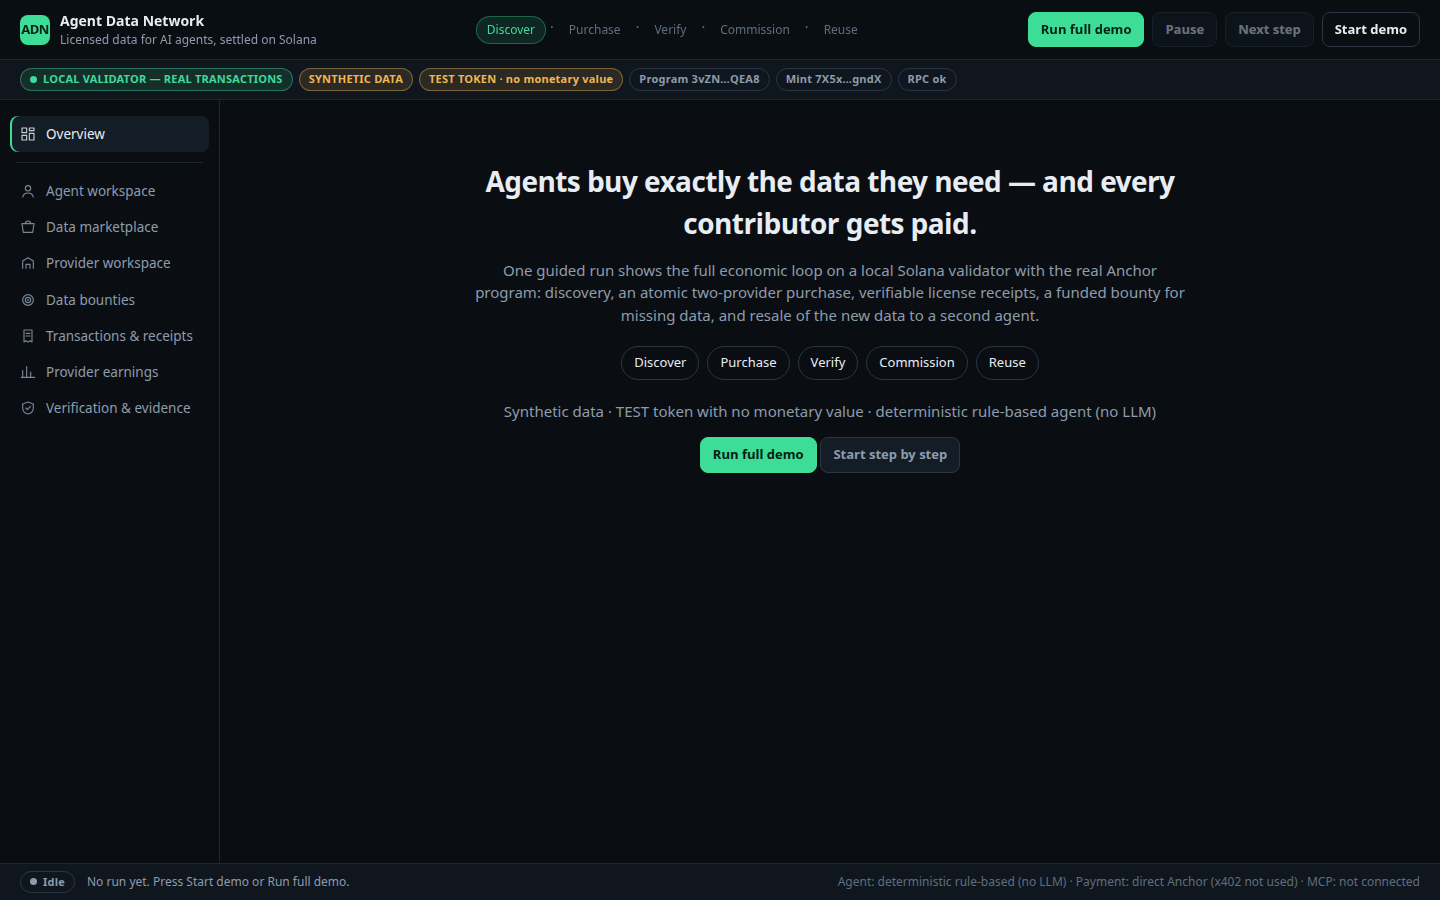 ADN
Agent Data Network
Licensed data for AI agents, settled on Solana
Discover · Purchase · Verify · Commission · Reuse
Run full demo
Pause
Next step
Start demo
LOCAL VALIDATOR — REAL TRANSACTIONS
SYNTHETIC DATA
TEST TOKEN · no monetary value
Program 3vZN…QEA8
Mint 7X5x…gndX
RPC ok
Overview
Agent workspace
Data marketplace
Provider workspace
Data bounties
Transactions & receipts
Provider earnings
Verification & evidence
Agents buy exactly the data they need — and every
contributor gets paid.
One guided run shows the full economic loop on a local Solana validator with the real Anchor
program: discovery, an atomic two-provider purchase, verifiable license receipts, a funded bounty for
missing data, and resale of the new data to a second agent.
Discover
Purchase
Verify
Commission
Reuse
Synthetic data · TEST token with no monetary value · deterministic rule-based agent (no LLM)
Run full demo
Start step by step
Idle
No run yet. Press Start demo or Run full demo.
Agent: deterministic rule-based (no LLM) · Payment: direct Anchor (x402 not used) · MCP: not connected